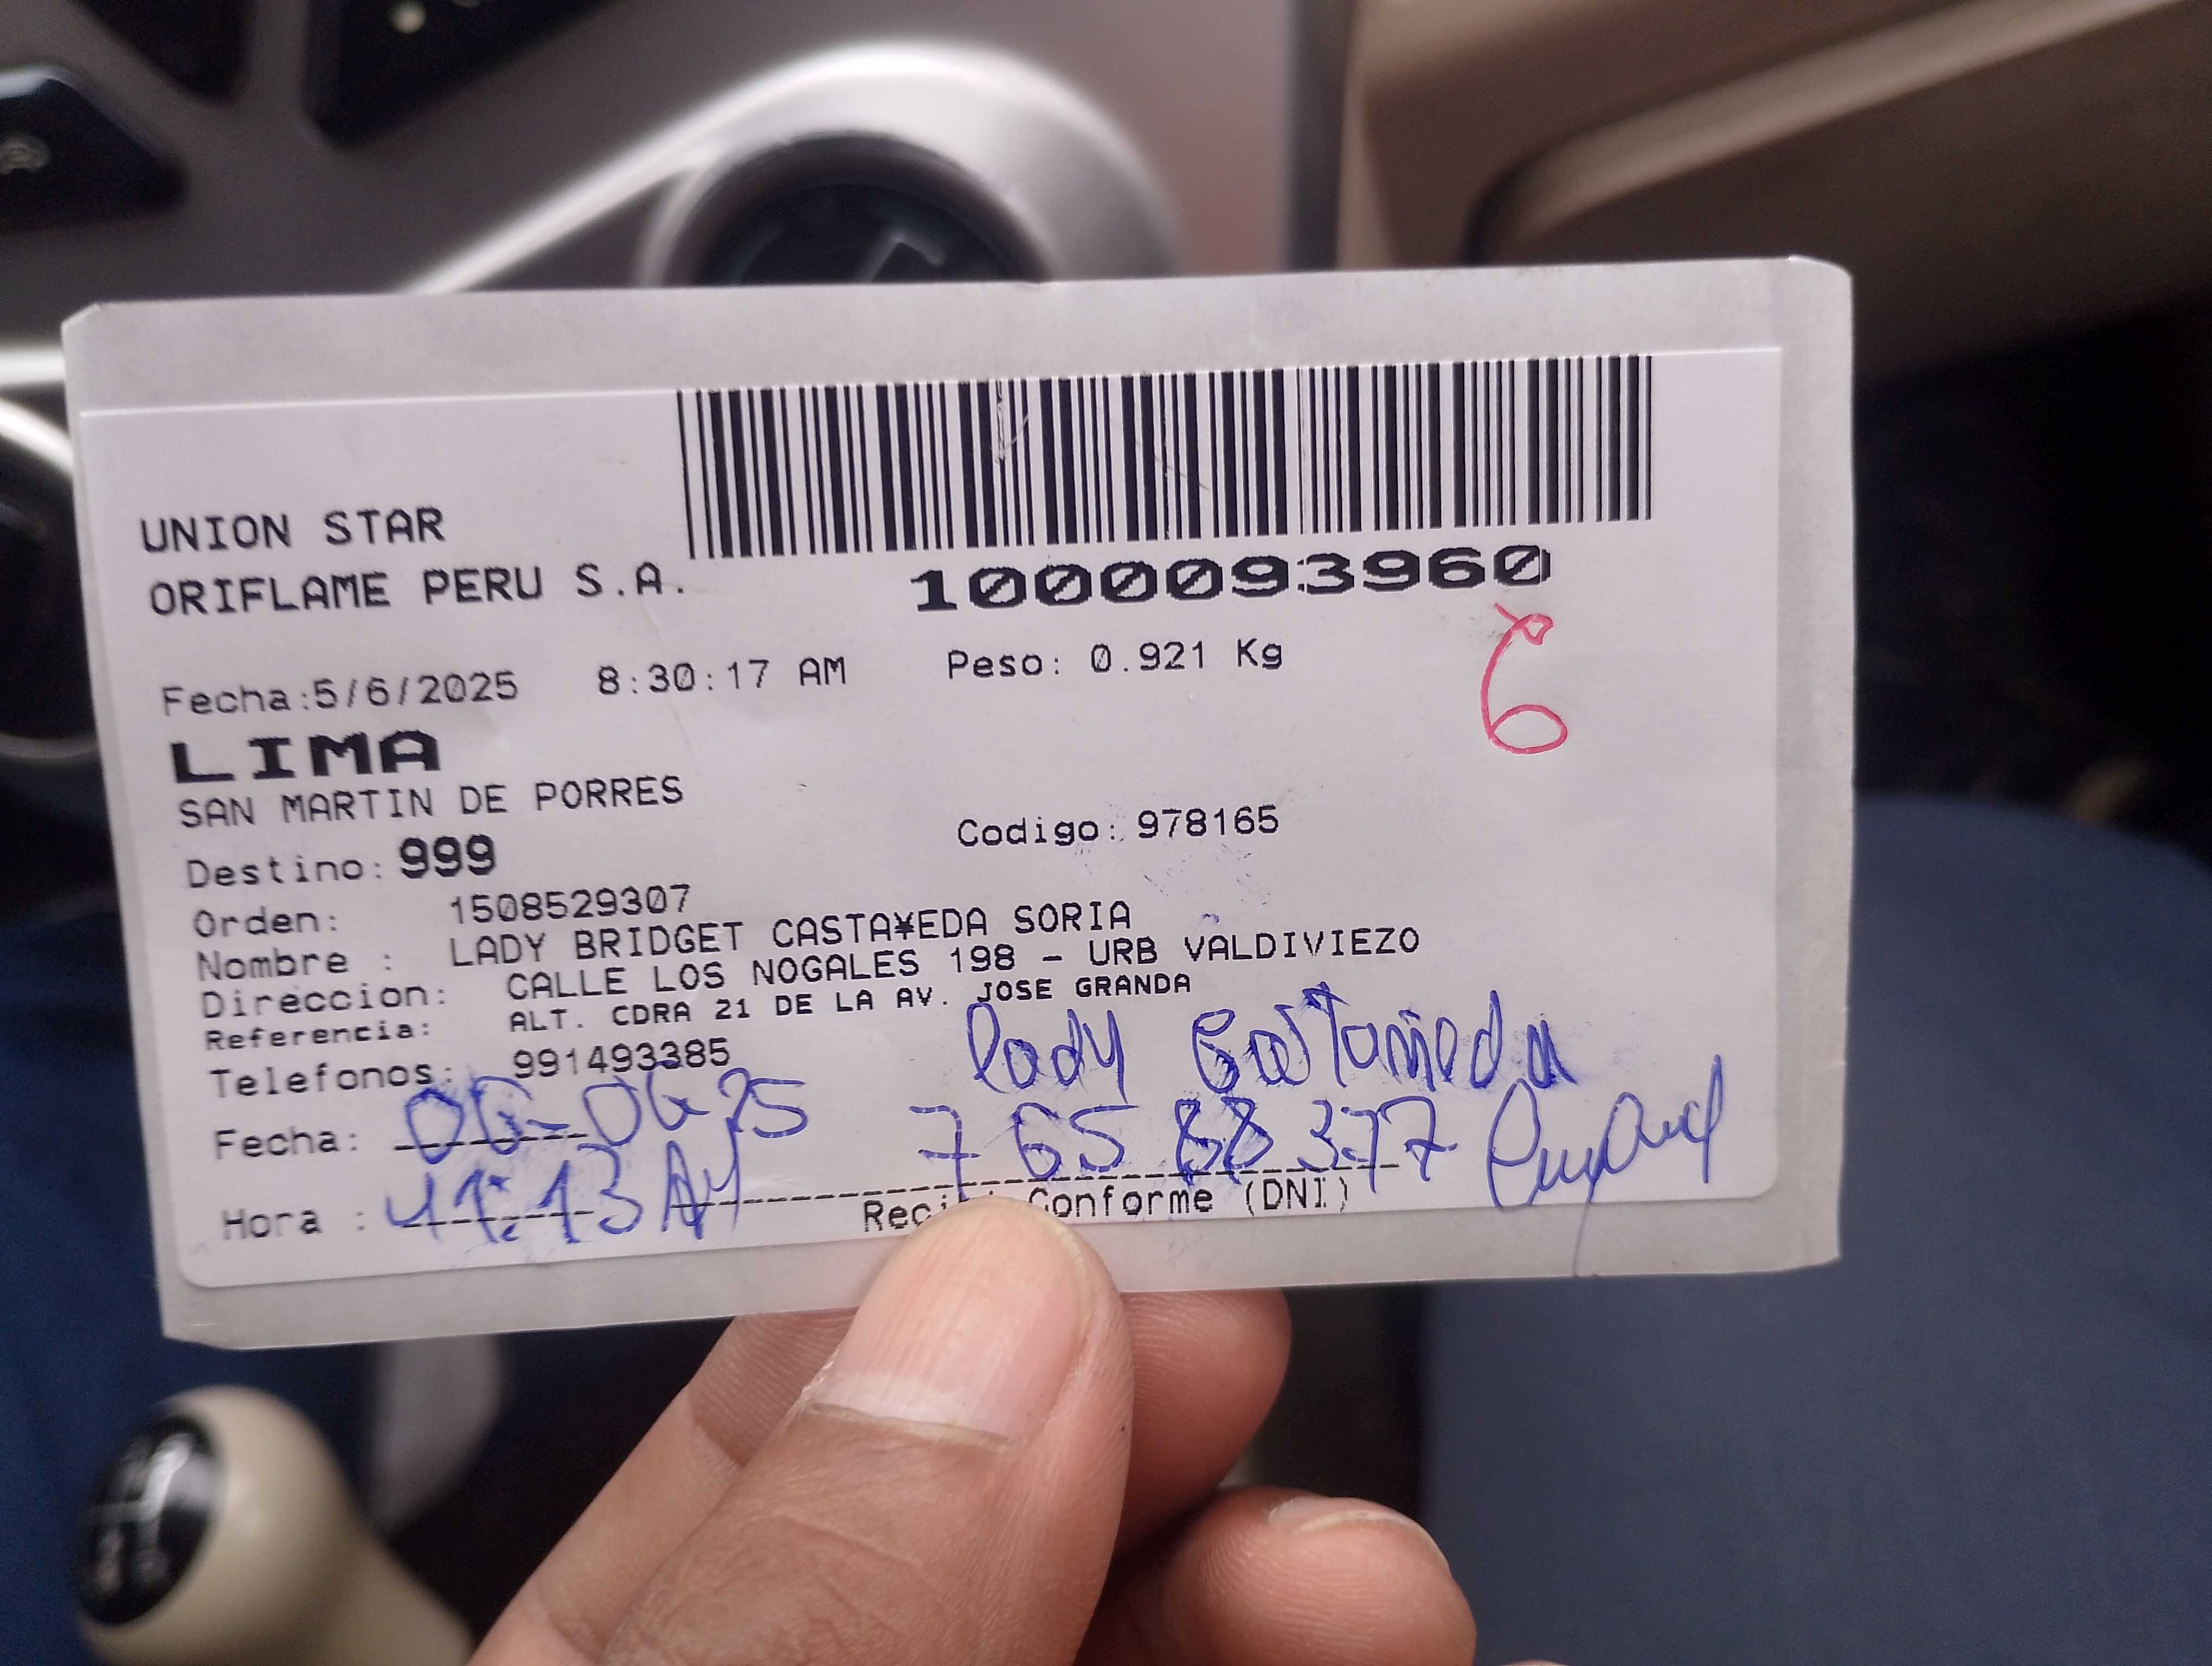 UNION STAR
ORIFLAME PERU S.A.
1000093960
Fecha:5/6/2025 8:30:17 AM Peso: 0.921 Kg
6
LIMA
SAN MARTIN DE PORRES
Destino: 999 Codigo: 978165
Orden: 1508529307
Nombre : LADY BRIDGET CASTA¥EDA SORIA
Direccion: CALLE LOS NOGALES 198 - URB VALDIVIEZO
Referencia: ALT. CDRA 21 DE LA AV. JOSE GRANDA
Telefonos: 991493385
lady Castañeda
Fecha: 06-06-25 76588377
Hora : 11:13 AM
Conforme (DNI)